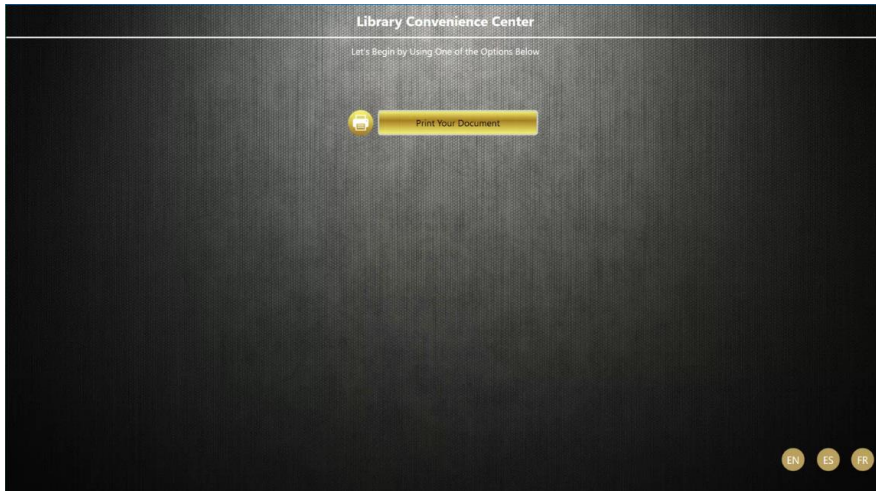 Library Convenience Center
Let's Begin by Using One of the Options Below
Print Your Document
EN ES FR